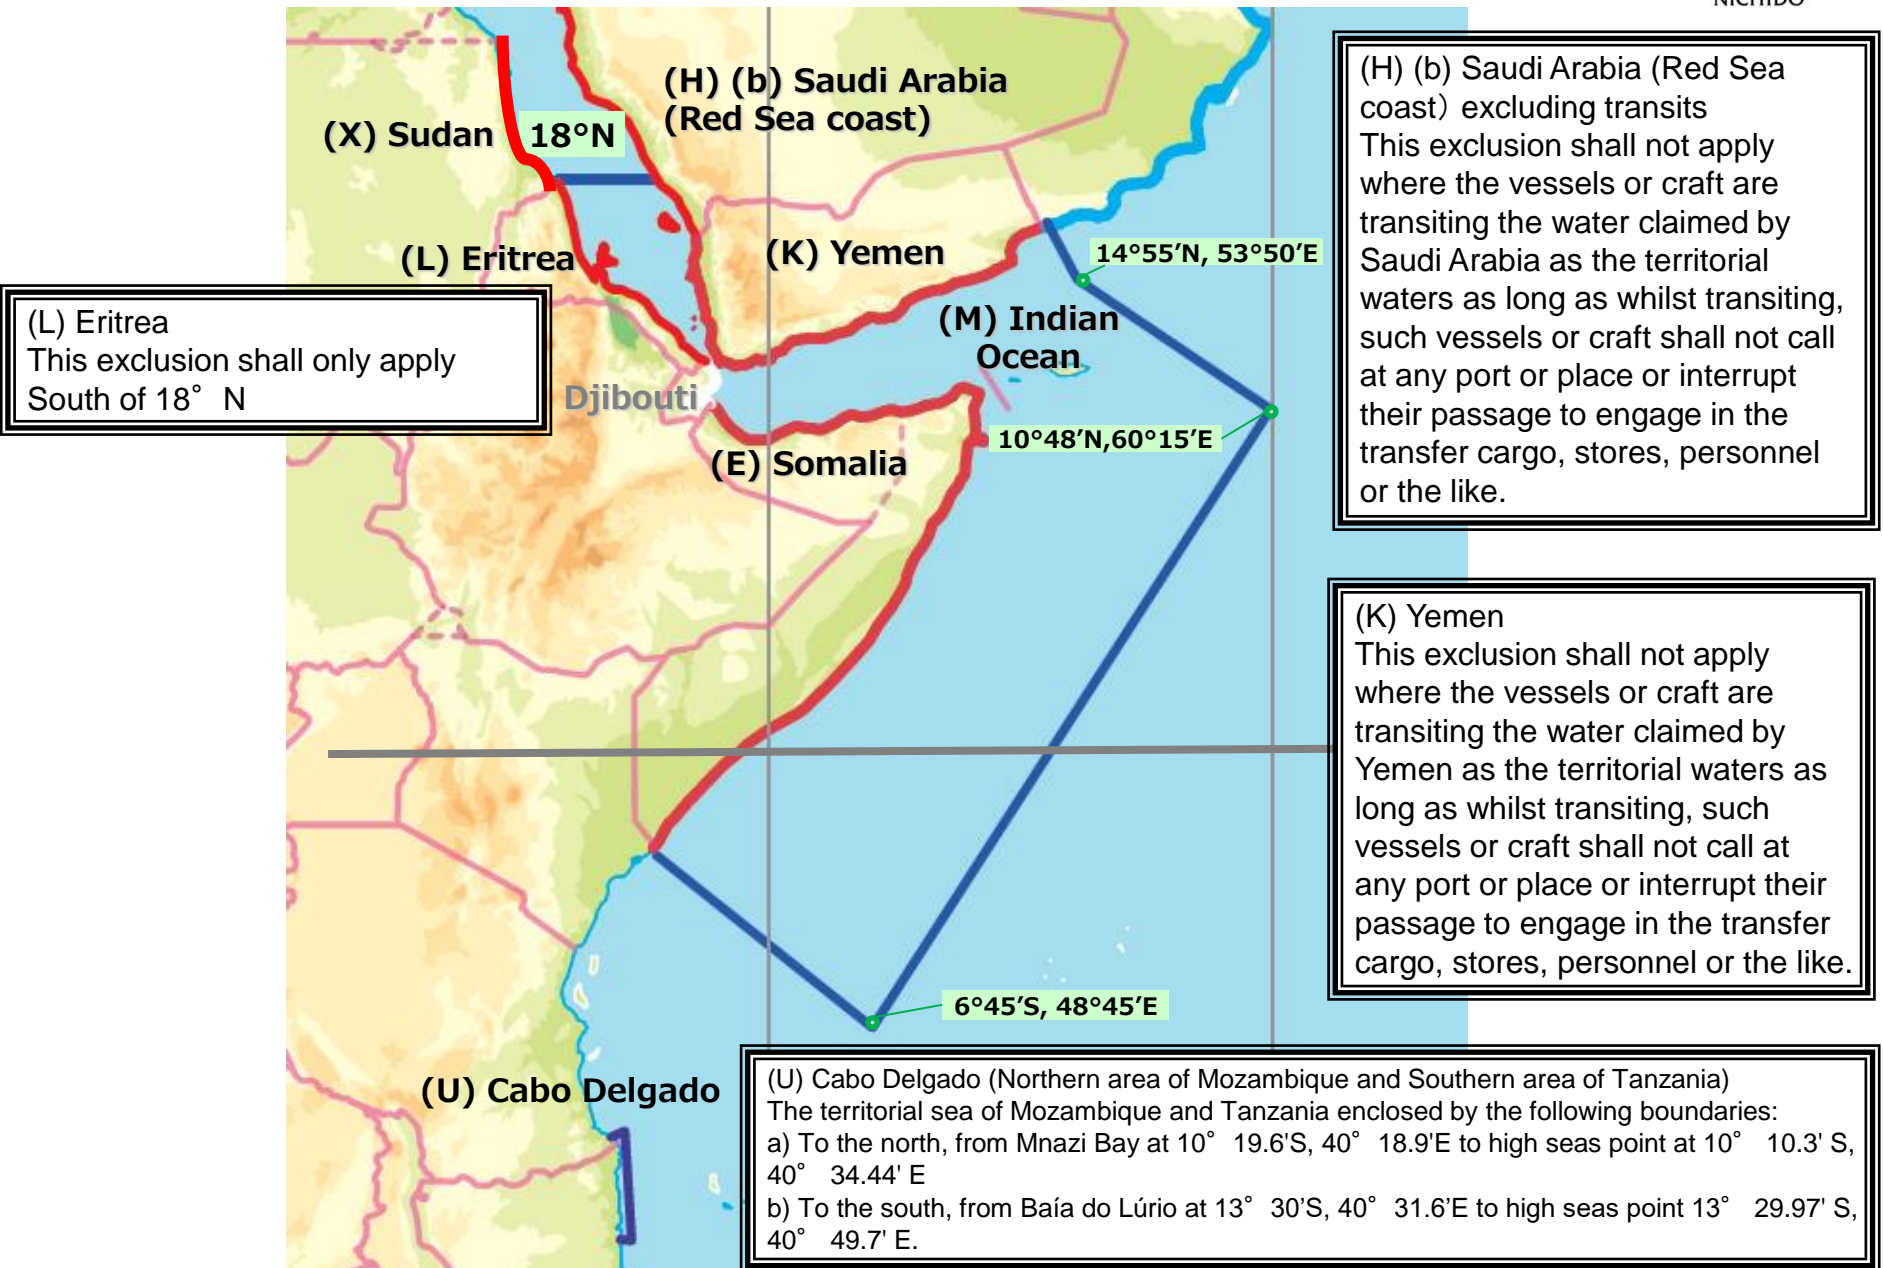 NICHIDO
(H) (b) Saudi Arabia
(Red Sea coast)
(X) Sudan
18°N
(L) Eritrea
(K) Yemen
14°55’N, 53°50’E
(M) Indian
Ocean
Djibouti
10°48’N,60°15’E
(E) Somalia
6°45’S, 48°45’E
(U) Cabo Delgado
(L) Eritrea
This exclusion shall only apply
South of 18° N
(H) (b) Saudi Arabia (Red Sea
coast) excluding transits
This exclusion shall not apply
where the vessels or craft are
transiting the water claimed by
Saudi Arabia as the territorial
waters as long as whilst transiting,
such vessels or craft shall not call
at any port or place or interrupt
their passage to engage in the
transfer cargo, stores, personnel
or the like.
(K) Yemen
This exclusion shall not apply
where the vessels or craft are
transiting the water claimed by
Yemen as the territorial waters as
long as whilst transiting, such
vessels or craft shall not call at
any port or place or interrupt their
passage to engage in the transfer
cargo, stores, personnel or the like.
(U) Cabo Delgado (Northern area of Mozambique and Southern area of Tanzania)
The territorial sea of Mozambique and Tanzania enclosed by the following boundaries:
a) To the north, from Mnazi Bay at 10° 19.6'S, 40° 18.9'E to high seas point at 10° 10.3' S,
40° 34.44' E
b) To the south, from Baía do Lúrio at 13° 30’S, 40° 31.6’E to high seas point 13° 29.97' S,
40° 49.7' E.